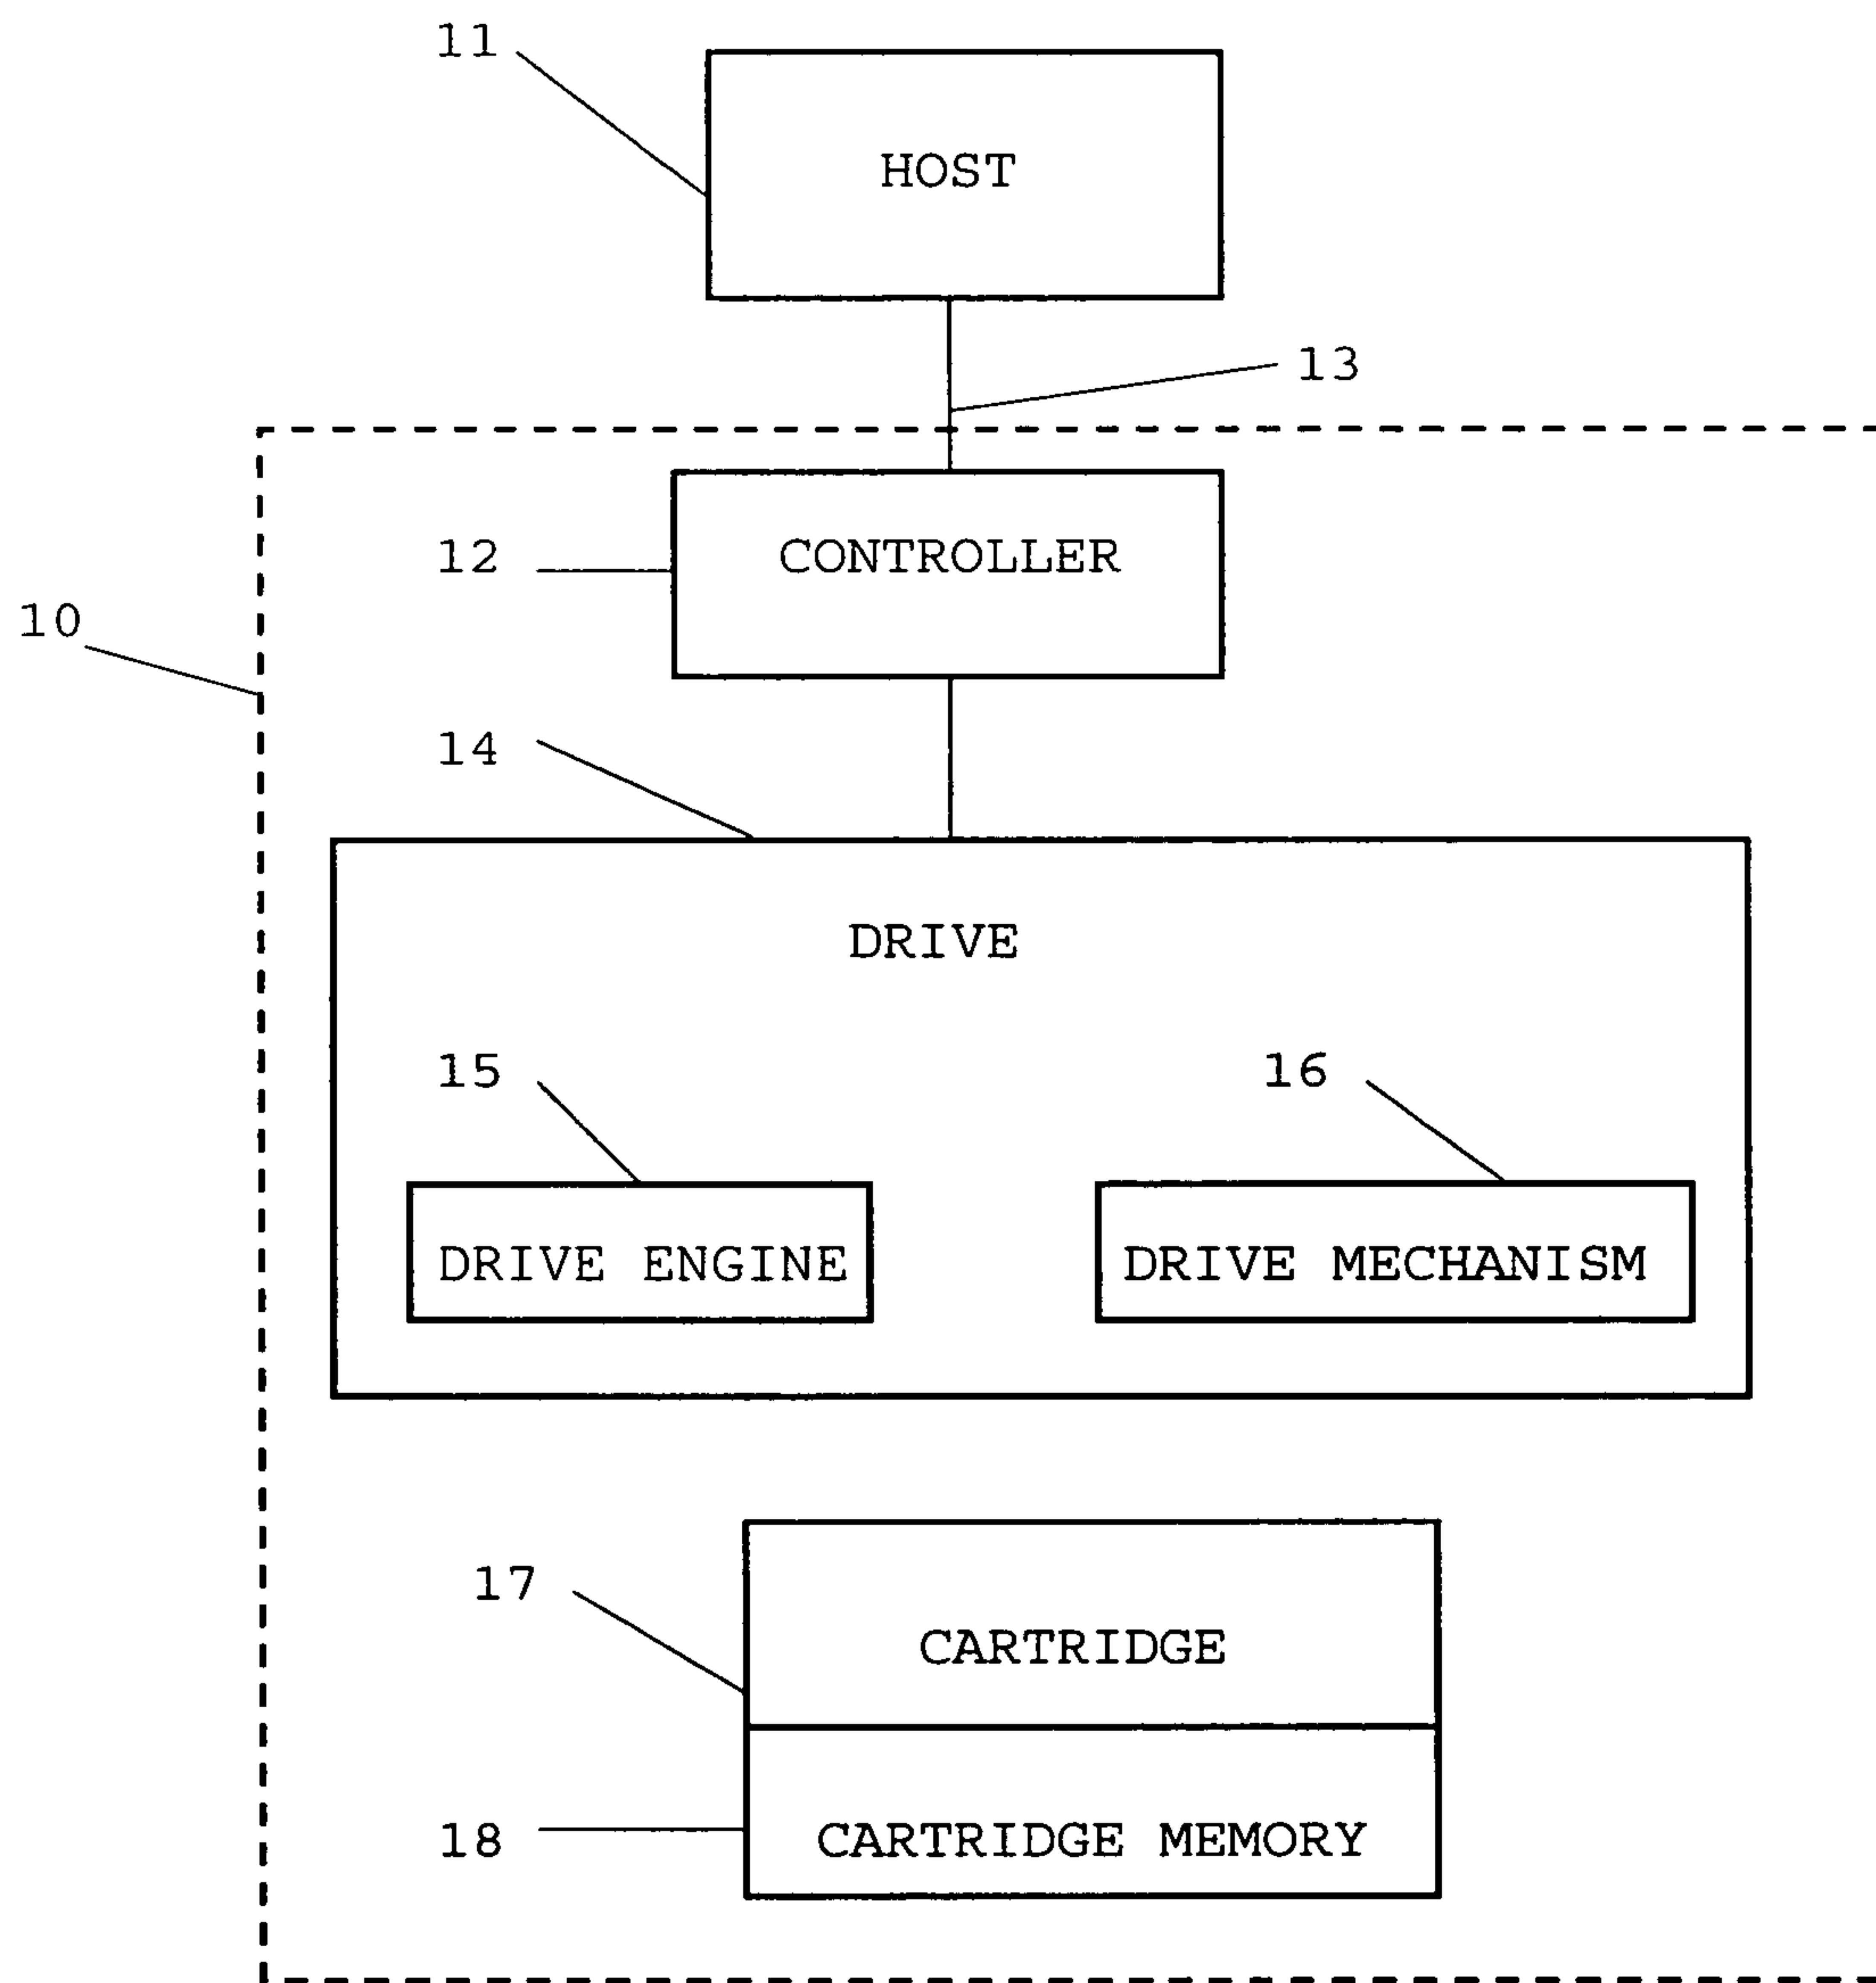 11
HOST
13
12
CONTROLLER
10
14
DRIVE
15
16
DRIVE ENGINE
DRIVE MECHANISM
17
CARTRIDGE
18
CARTRIDGE MEMORY